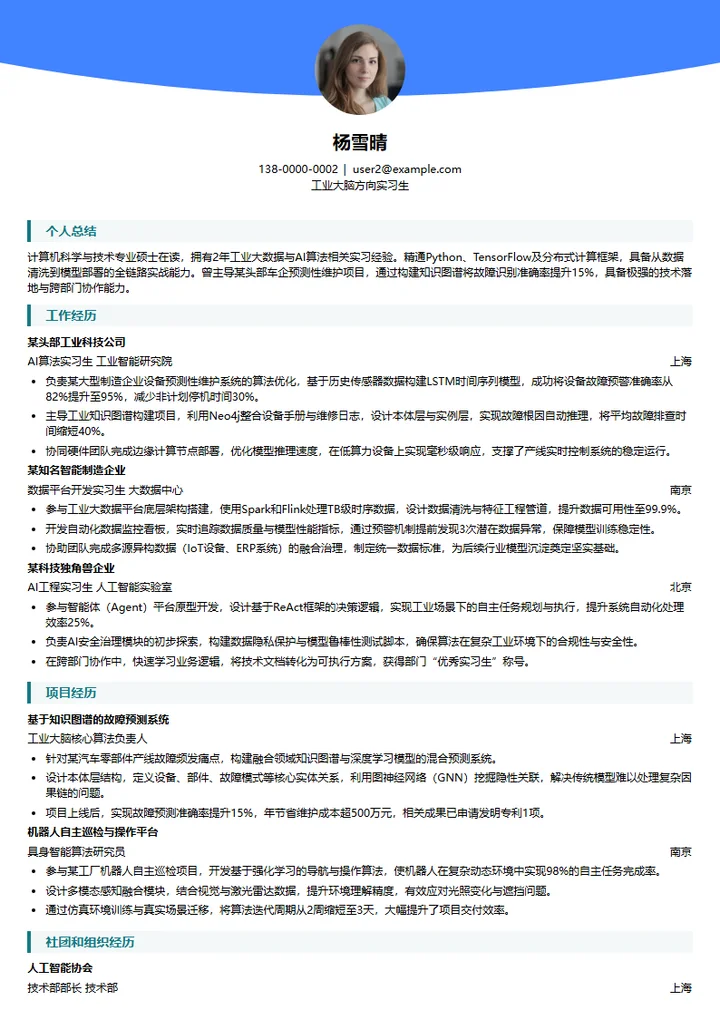 杨雪晴
138-0000-0002 | user2@example.com
工业大脑方向实习生
个人总结
计算机科学与技术专业硕士在读，拥有2年工业大数据与AI算法相关实习经验。精通Python、TensorFlow及分布式计算框架，具备从数据
清洗到模型部署的全链路实战能力。曾主导某头部车企预测性维护项目，通过构建知识图谱将故障识别准确率提升15%，具备极强的技术落
地与跨部门协作能力。
工作经历
某头部工业科技公司
AI算法实习生 工业智能研究院 上海
• 负责某大型制造企业设备预测性维护系统的算法优化，基于历史传感器数据构建LSTM时间序列模型，成功将设备故障预警准确率从
82%提升至95%，减少非计划停机时间30%。
• 主导工业知识图谱构建项目，利用Neo4j整合设备手册与维修日志，设计本体层与实例层，实现故障根因自动推理，将平均故障排查时
间缩短40%。
• 协同硬件团队完成边缘计算节点部署，优化模型推理速度，在低算力设备上实现毫秒级响应，支撑了产线实时控制系统的稳定运行。
某知名智能制造企业
数据平台开发实习生 大数据中心 南京
• 参与工业大数据平台底层架构搭建，使用Spark和Flink处理TB级时序数据，设计数据清洗与特征工程管道，提升数据可用性至99.9%。
• 开发自动化数据监控看板，实时追踪数据质量与模型性能指标，通过预警机制提前发现3次潜在数据异常，保障模型训练稳定性。
• 协助团队完成多源异构数据（IoT设备、ERP系统）的融合治理，制定统一数据标准，为后续行业模型沉淀奠定坚实基础。
某科技独角兽企业
AI工程实习生 人工智能实验室 北京
• 参与智能体（Agent）平台原型开发，设计基于ReAct框架的决策逻辑，实现工业场景下的自主任务规划与执行，提升系统自动化处理
效率25%。
• 负责AI安全治理模块的初步探索，构建数据隐私保护与模型鲁棒性测试脚本，确保算法在复杂工业环境下的合规性与安全性。
• 在跨部门协作中，快速学习业务逻辑，将技术文档转化为可执行方案，获得部门“优秀实习生”称号。
项目经历
基于知识图谱的故障预测系统
工业大脑核心算法负责人 上海
• 针对某汽车零部件产线故障频发痛点，构建融合领域知识图谱与深度学习模型的混合预测系统。
• 设计本体层结构，定义设备、部件、故障模式等核心实体关系，利用图神经网络（GNN）挖掘隐性关联，解决传统模型难以处理复杂因
果链的问题。
• 项目上线后，实现故障预测准确率提升15%，年节省维护成本超500万元，相关成果已申请发明专利1项。
机器人自主巡检与操作平台
具身智能算法研究员 南京
• 参与某工厂机器人自主巡检项目，开发基于强化学习的导航与操作算法，使机器人在复杂动态环境中实现98%的自主任务完成率。
• 设计多模态感知融合模块，结合视觉与激光雷达数据，提升环境理解精度，有效应对光照变化与遮挡问题。
• 通过仿真环境训练与真实场景迁移，将算法迭代周期从2周缩短至3天，大幅提升了项目交付效率。
社团和组织经历
人工智能协会
技术部部长 技术部 上海